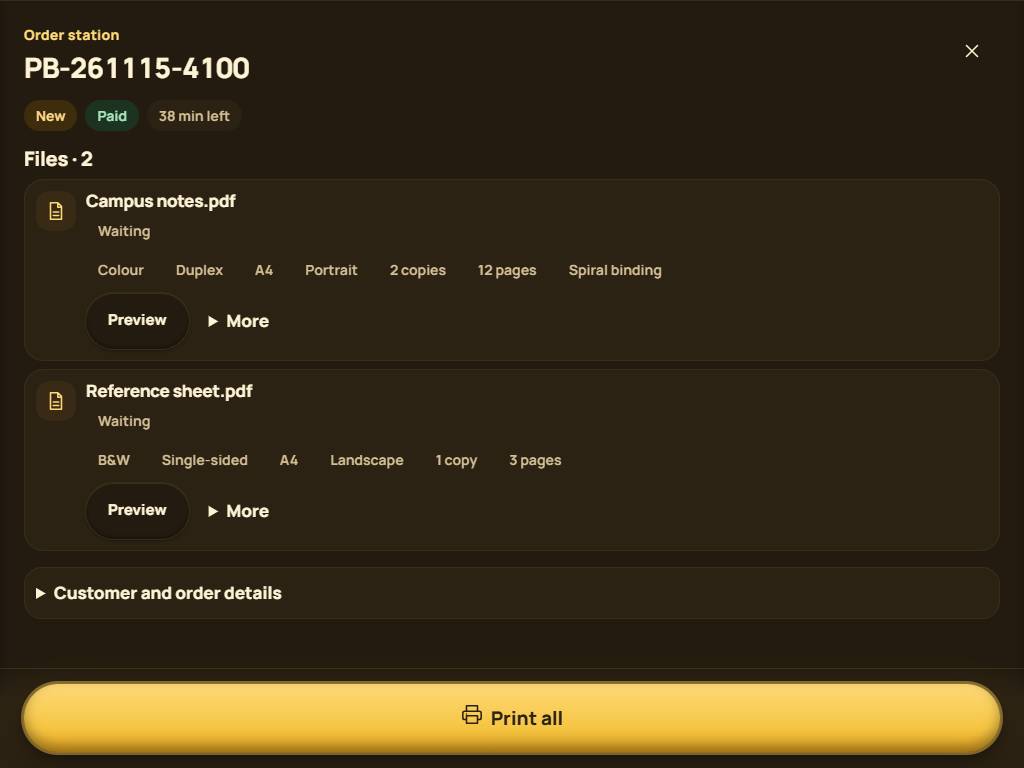 Order station
PB-261115-4100
New Paid 38 min left
Files · 2
Campus notes.pdf
Waiting
Colour Duplex A4 Portrait 2 copies 12 pages Spiral binding
Preview More
Reference sheet.pdf
Waiting
B&W Single-sided A4 Landscape 1 copy 3 pages
Preview More
Customer and order details
Print all